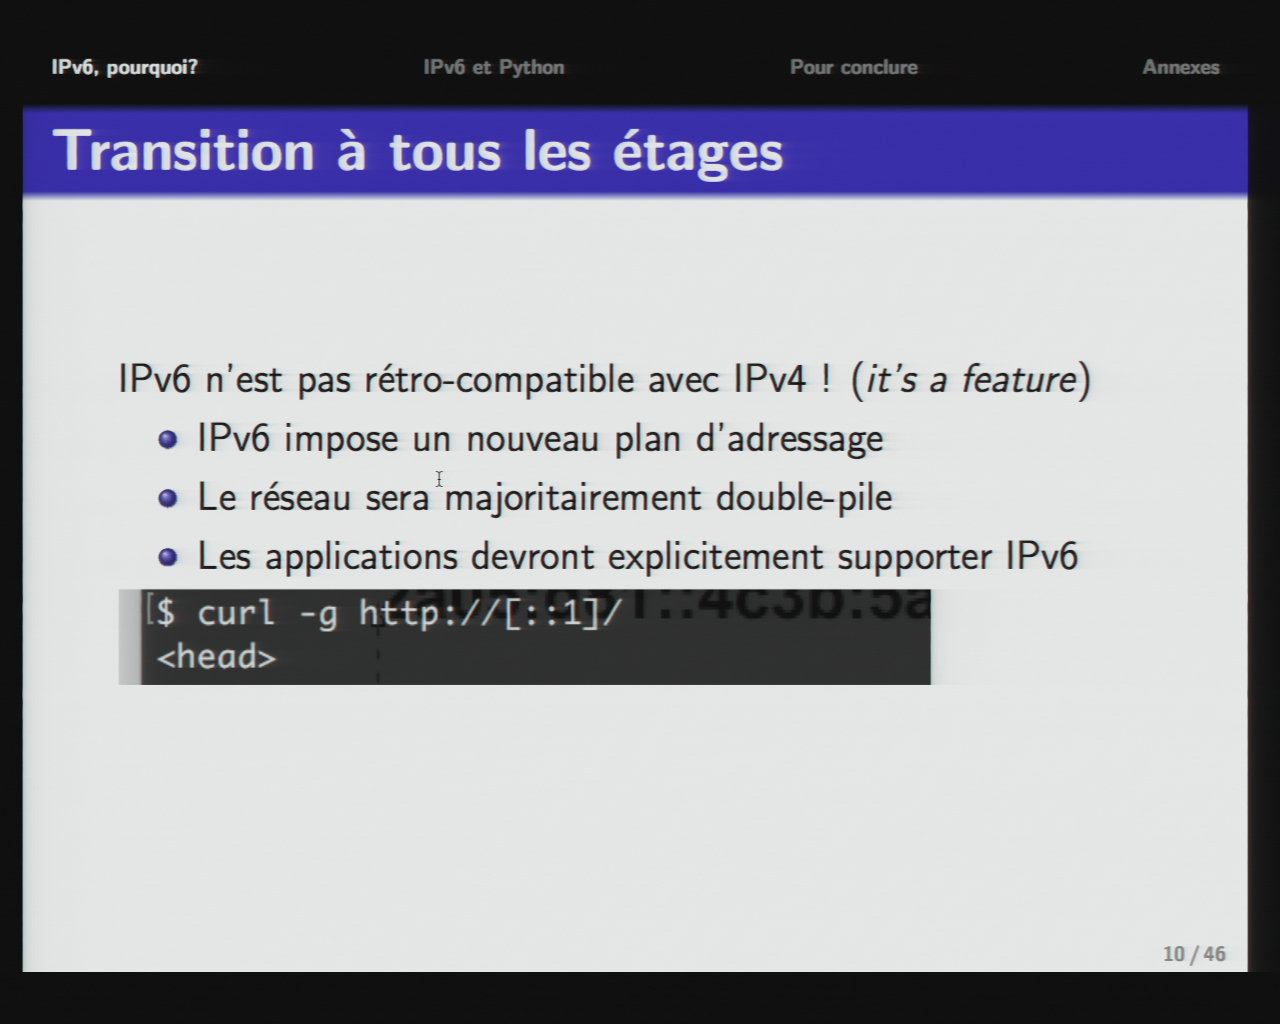 IPv6, pourquoi? IPv6 et Python Pour conclure Annexes
Transition à tous les étages
IPv6 n'est pas rétro-compatible avec IPv4 ! (it's a feature)
IPv6 impose un nouveau plan d'adressage
Le réseau sera majoritairement double-pile
Les applications devront explicitement supporter IPv6
[$ curl -g http://[::1]/
<head>
10 / 46